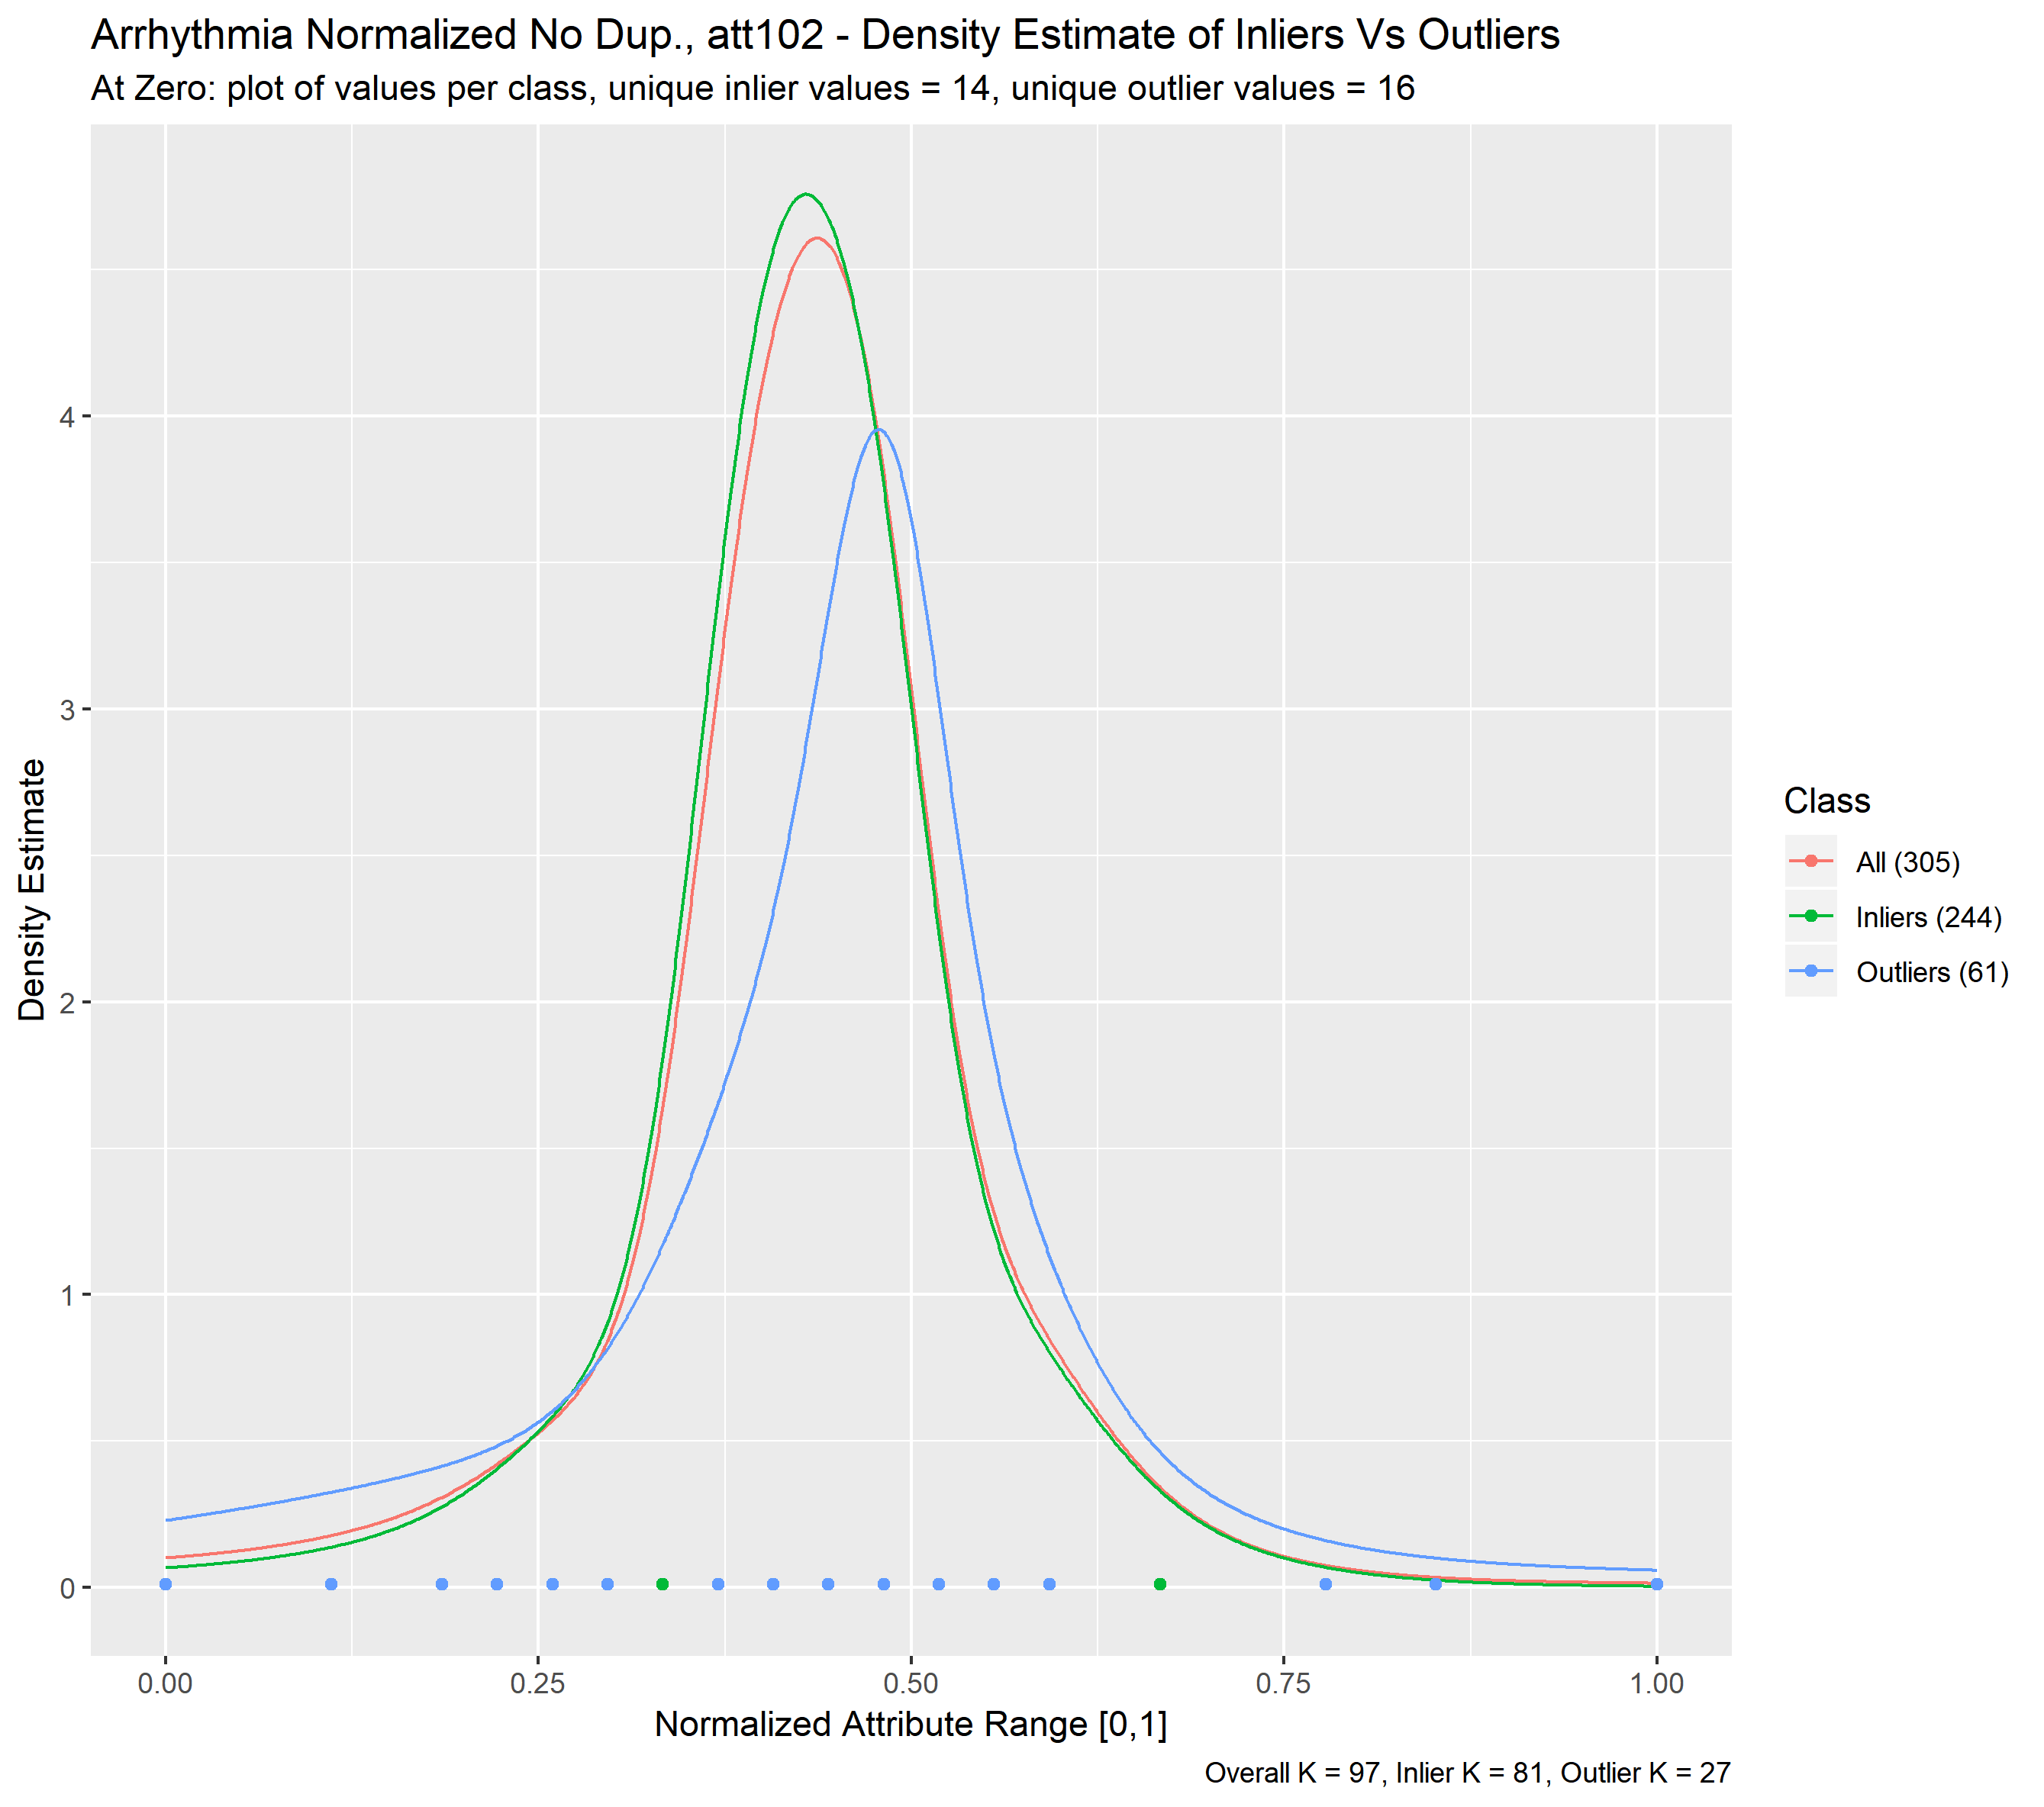 Arrhythmia Normalized No Dup., att102 - Density Estimate of Inliers Vs Outliers
At Zero: plot of values per class, unique inlier values = 14, unique outlier values = 16
Density Estimate
4
3
2
1
0
0.00
0.25
0.50
0.75
1.00
Normalized Attribute Range [0,1]
Class
All (305)
Inliers (244)
Outliers (61)
Overall K = 97, Inlier K = 81, Outlier K = 27